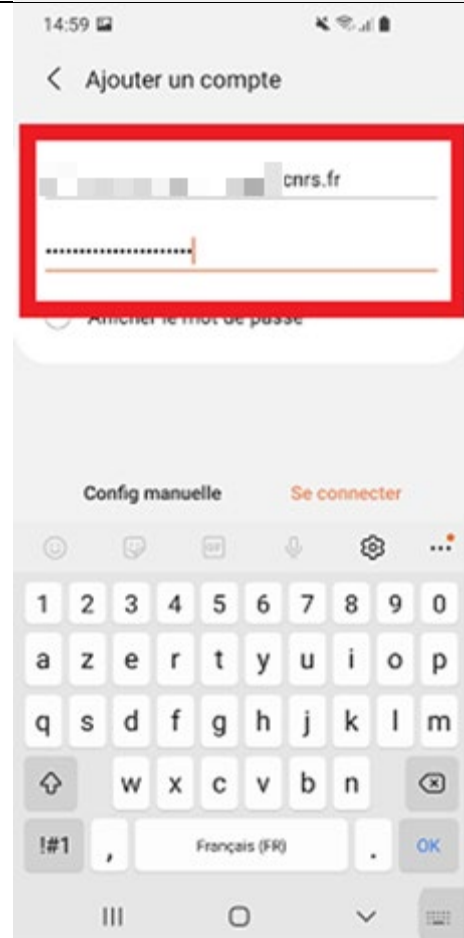 14:59
Ajouter un compte
cnrs.fr
•••••••••••••••••••••••
Afficher le mot de passe
Config manuelle Se connecter
GIF
1 2 3 4 5 6 7 8 9 0
a z e r t y u i o p
q s d f g h j k l m
w x c v b n
!#1 , Français (FR) . OK